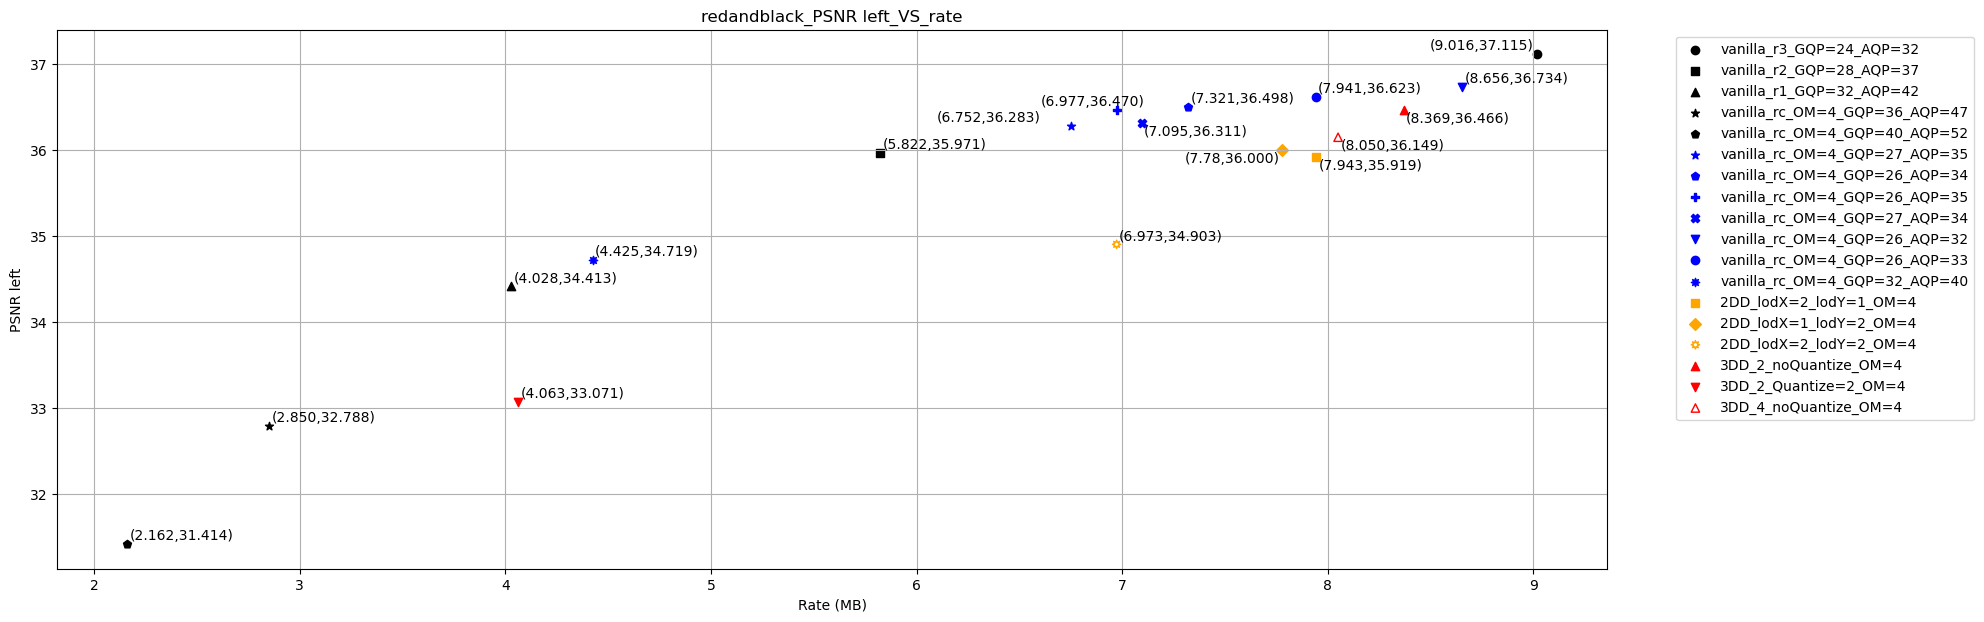 redandblack_PSNR left_VS_rate
PSNR left
37
36
35
34
33
32
(9.016,37.115)
(8.656,36.734)
(7.941,36.623)
(7.321,36.498)
(6.977,36.470)
(6.752,36.283)
(7.095,36.311)
(8.369,36.466)
(8.050,36.149)
(5.822,35.971)
(7.78,36.000)
(7.943,35.919)
(6.973,34.903)
(4.425,34.719)
(4.028,34.413)
(4.063,33.071)
(2.850,32.788)
(2.162,31.414)
2
3
4
5
6
7
8
9
Rate (MB)
vanilla_r3_GQP=24_AQP=32
vanilla_r2_GQP=28_AQP=37
vanilla_r1_GQP=32_AQP=42
vanilla_rc_OM=4_GQP=36_AQP=47
vanilla_rc_OM=4_GQP=40_AQP=52
vanilla_rc_OM=4_GQP=27_AQP=35
vanilla_rc_OM=4_GQP=26_AQP=34
vanilla_rc_OM=4_GQP=26_AQP=35
vanilla_rc_OM=4_GQP=27_AQP=34
vanilla_rc_OM=4_GQP=26_AQP=32
vanilla_rc_OM=4_GQP=26_AQP=33
vanilla_rc_OM=4_GQP=32_AQP=40
2DD_lodX=2_lodY=1_OM=4
2DD_lodX=1_lodY=2_OM=4
2DD_lodX=2_lodY=2_OM=4
3DD_2_noQuantize_OM=4
3DD_2_Quantize=2_OM=4
3DD_4_noQuantize_OM=4